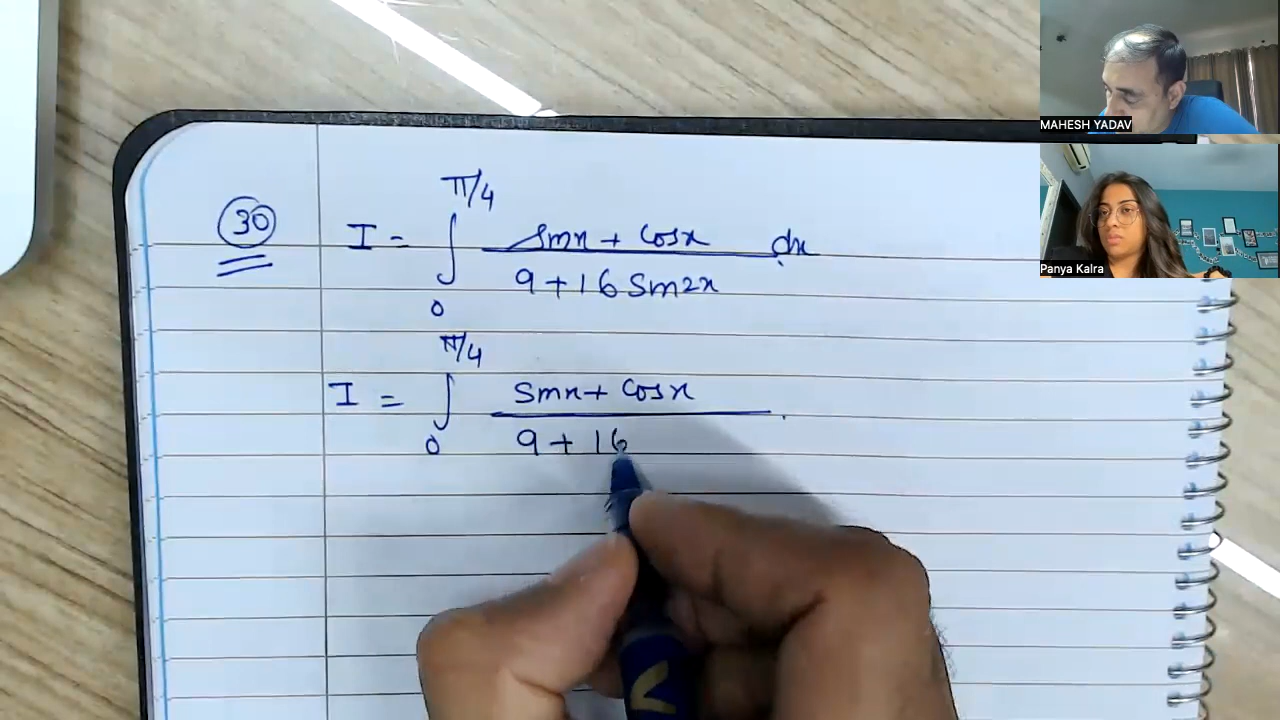 MAHESH YADAV
Panya Kalra
30
I = ∫₀^π/4 (sinx + cosx) / (9 + 16 sin2x) dx
I = ∫₀^π/4 (sinx + cosx) / (9 + 16